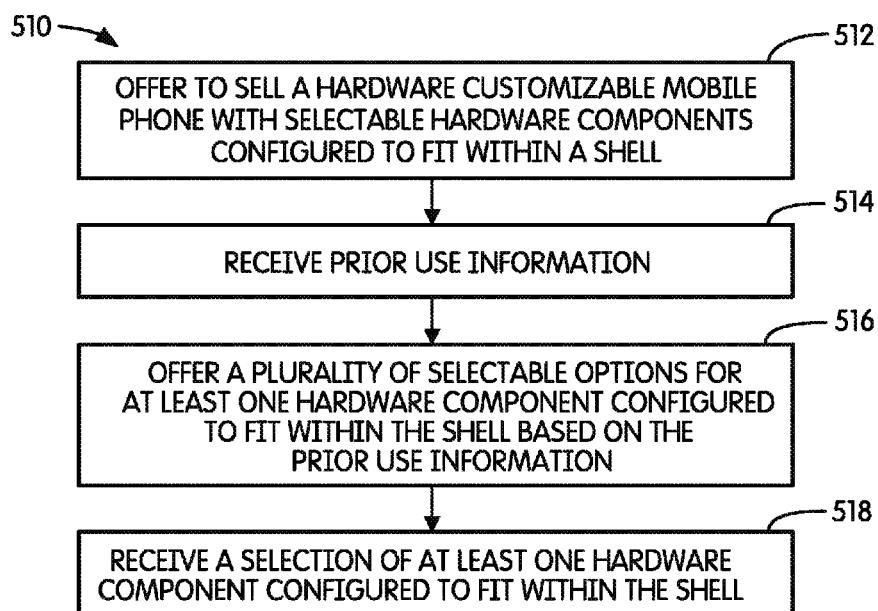 510
512
OFFER TO SELL A HARDWARE CUSTOMIZABLE MOBILE
PHONE WITH SELECTABLE HARDWARE COMPONENTS
CONFIGURED TO FIT WITHIN A SHELL
514
RECEIVE PRIOR USE INFORMATION
516
OFFER A PLURALITY OF SELECTABLE OPTIONS FOR
AT LEAST ONE HARDWARE COMPONENT CONFIGURED
TO FIT WITHIN THE SHELL BASED ON THE
PRIOR USE INFORMATION
518
RECEIVE A SELECTION OF AT LEAST ONE HARDWARE
COMPONENT CONFIGURED TO FIT WITHIN THE SHELL